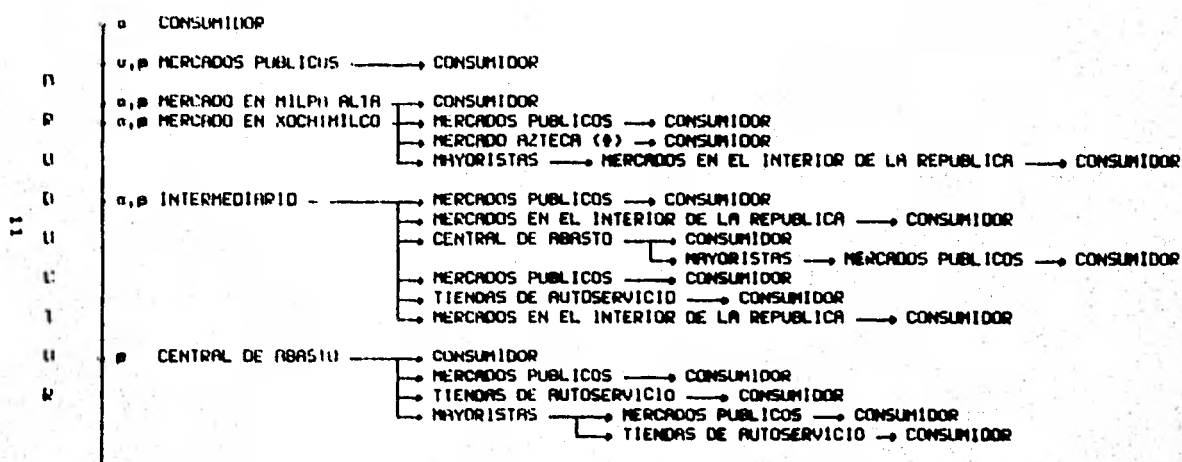 α CONSUMIDOR
α,β MERCADOS PUBLICOS → CONSUMIDOR
α,β MERCADO EN MILPA ALTA → CONSUMIDOR
α,β MERCADO EN XOCHIMILCO → MERCADOS PUBLICOS → CONSUMIDOR
→ MERCADO AZTECA (*) → CONSUMIDOR
→ MAYORISTAS → MERCADOS EN EL INTERIOR DE LA REPUBLICA → CONSUMIDOR
α,β INTERMEDIARIO - → MERCADOS PUBLICOS → CONSUMIDOR
→ MERCADOS EN EL INTERIOR DE LA REPUBLICA → CONSUMIDOR
→ CENTRAL DE ABASTO → CONSUMIDOR
→ MAYORISTAS → MERCADOS PUBLICOS → CONSUMIDOR
→ MERCADOS PUBLICOS → CONSUMIDOR
→ TIENDAS DE AUTOSERVICIO → CONSUMIDOR
→ MERCADOS EN EL INTERIOR DE LA REPUBLICA → CONSUMIDOR
β CENTRAL DE ABASTO → CONSUMIDOR
→ MERCADOS PUBLICOS → CONSUMIDOR
→ TIENDAS DE AUTOSERVICIO → CONSUMIDOR
→ MAYORISTAS → MERCADOS PUBLICOS → CONSUMIDOR
→ TIENDAS DE AUTOSERVICIO → CONSUMIDOR
11